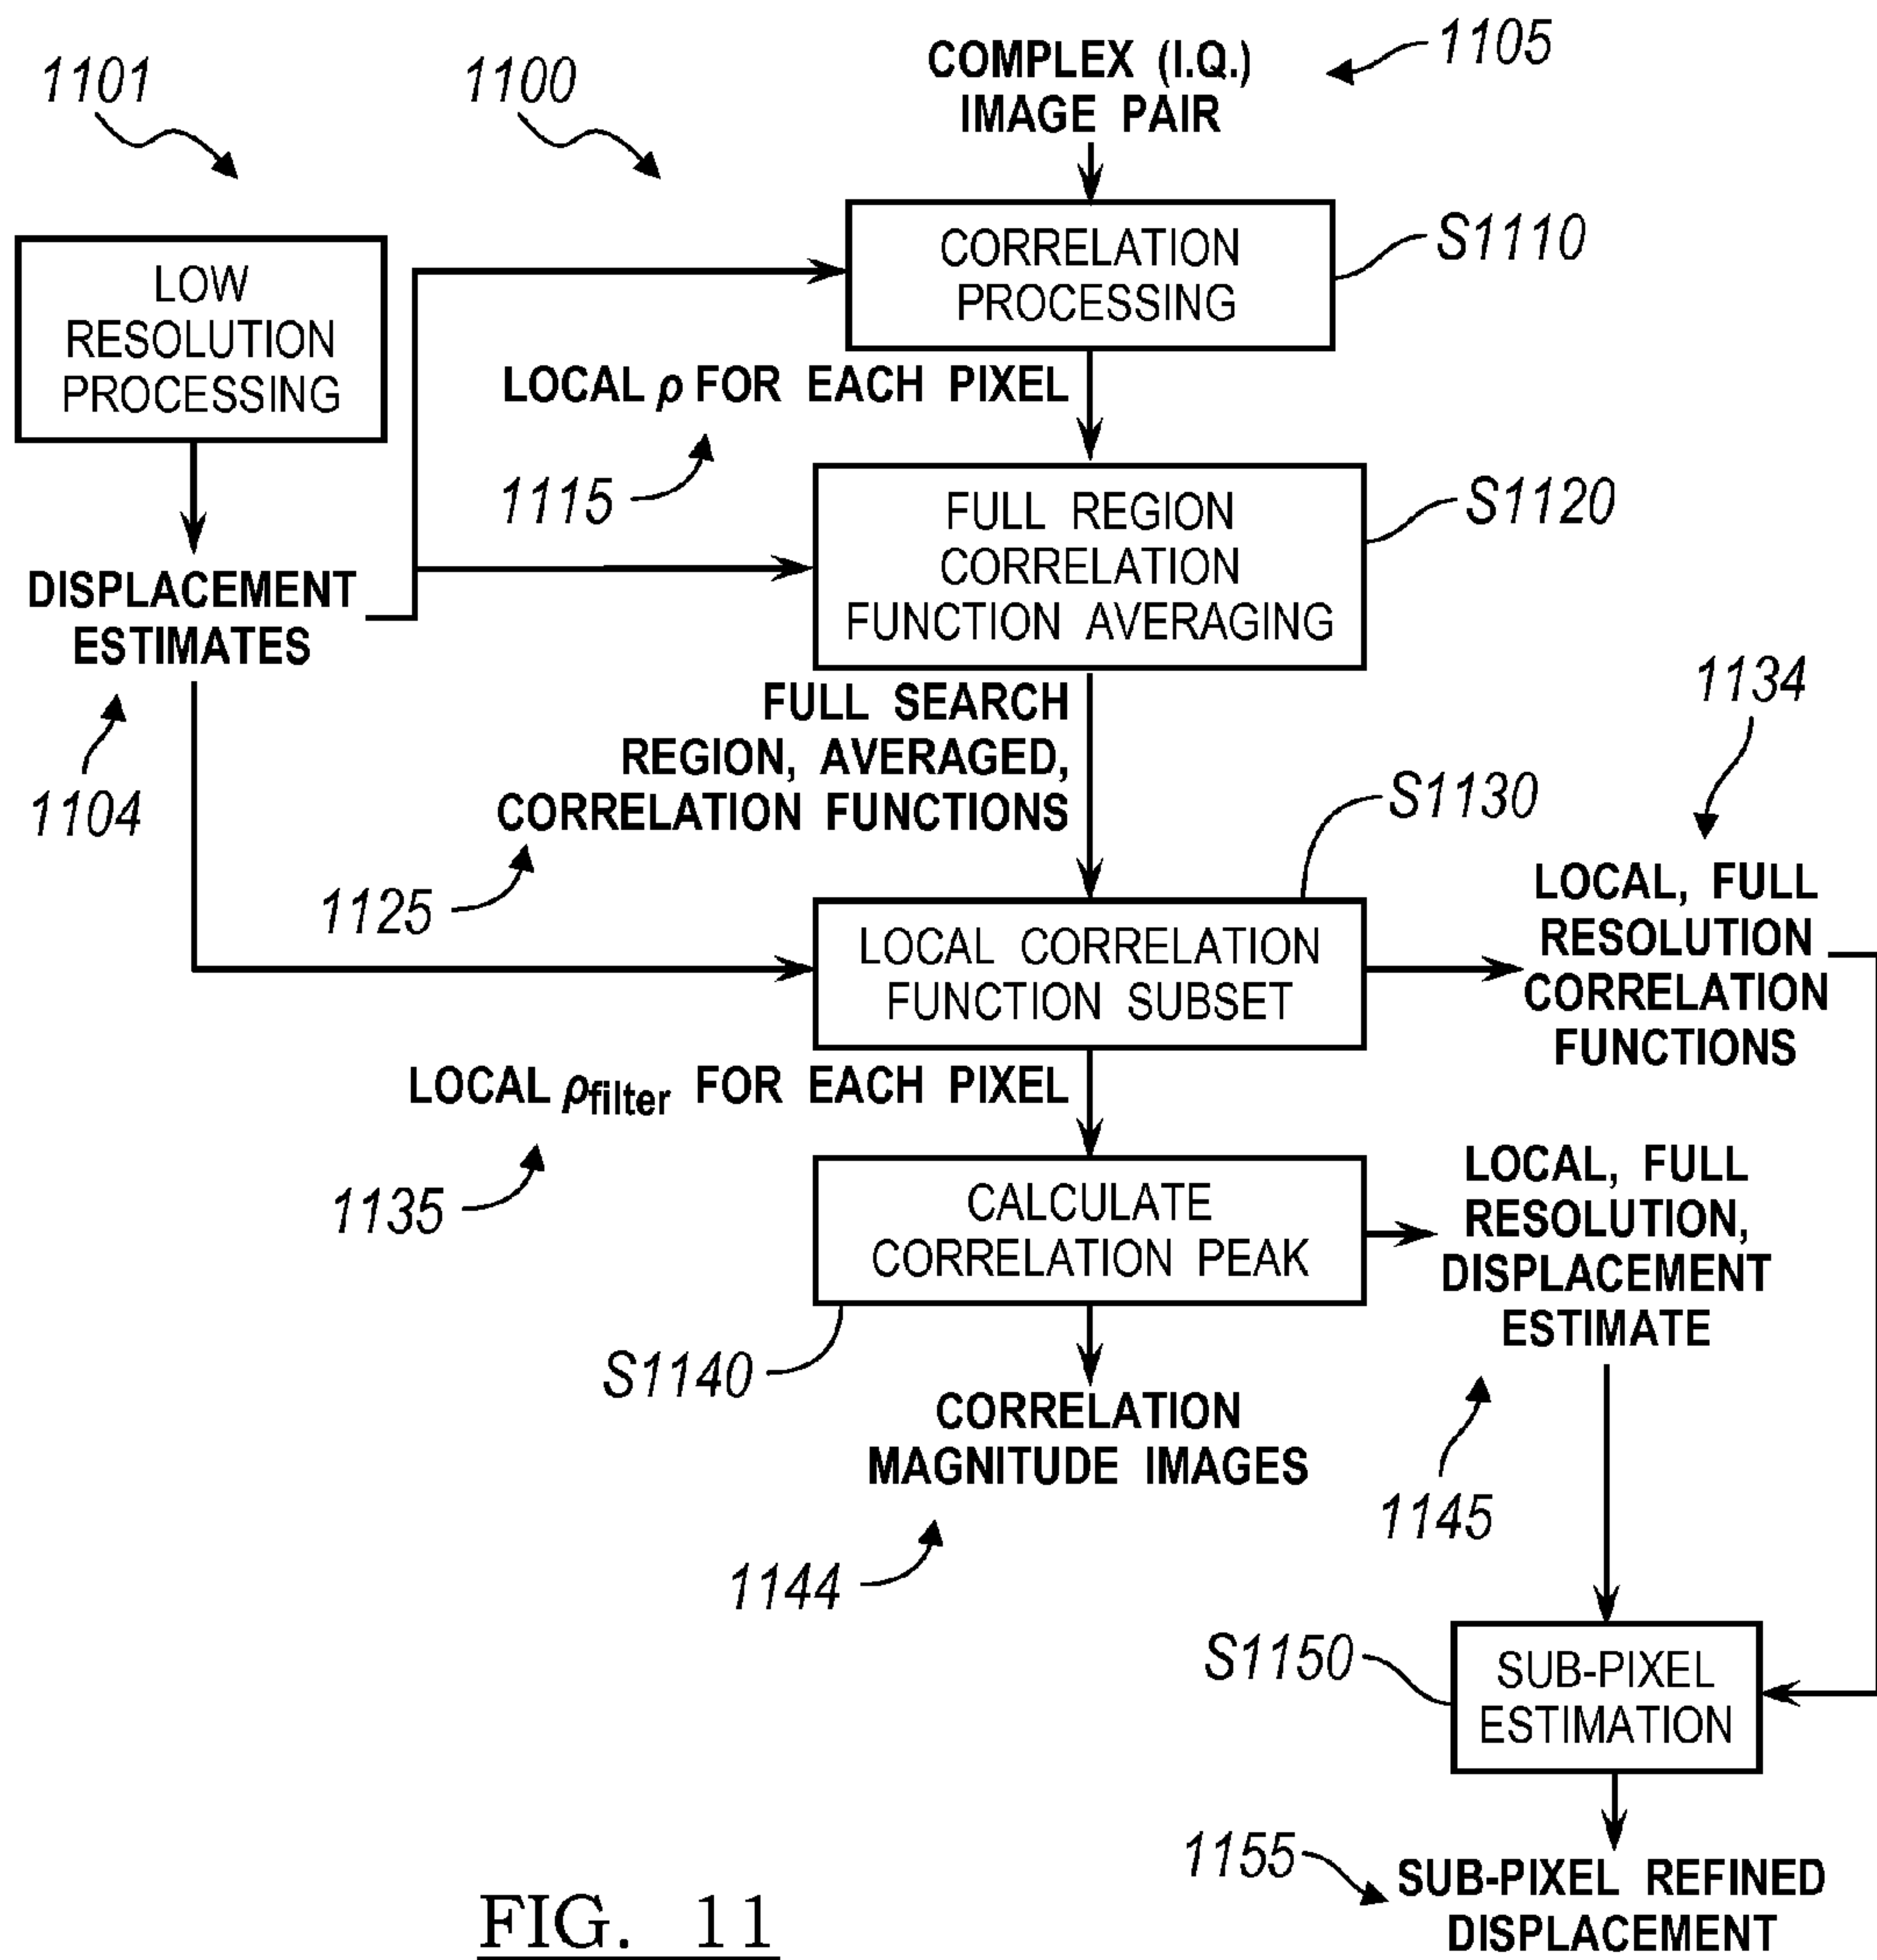 1101
1100
COMPLEX (I.Q.)
IMAGE PAIR
1105
LOW
RESOLUTION
PROCESSING
CORRELATION
PROCESSING
S1110
LOCAL ρ FOR EACH PIXEL
1115
FULL REGION
CORRELATION
FUNCTION AVERAGING
S1120
DISPLACEMENT
ESTIMATES
1104
FULL SEARCH
REGION, AVERAGED,
CORRELATION FUNCTIONS
1125
S1130
1134
LOCAL CORRELATION
FUNCTION SUBSET
LOCAL, FULL
RESOLUTION
CORRELATION
FUNCTIONS
LOCAL ρfilter FOR EACH PIXEL
1135
CALCULATE
CORRELATION PEAK
S1140
LOCAL, FULL
RESOLUTION,
DISPLACEMENT
ESTIMATE
1145
CORRELATION
MAGNITUDE IMAGES
1144
S1150
SUB-PIXEL
ESTIMATION
1155
SUB-PIXEL REFINED
DISPLACEMENT
FIG. 11